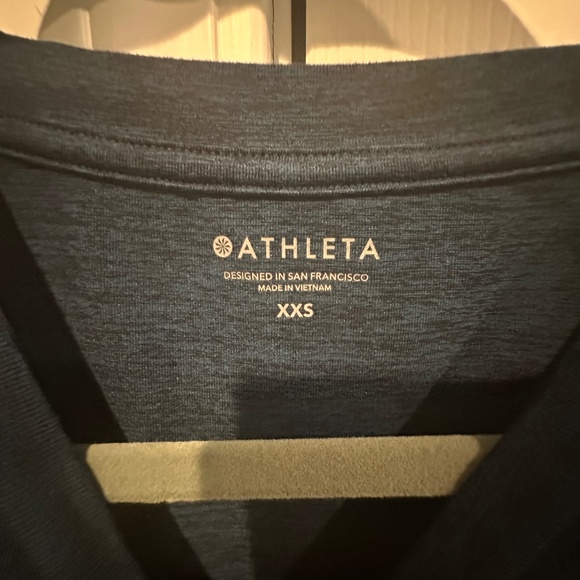 ATHLETA
DESIGNED IN SAN FRANCISCO
MADE IN VIETNAM
XXS